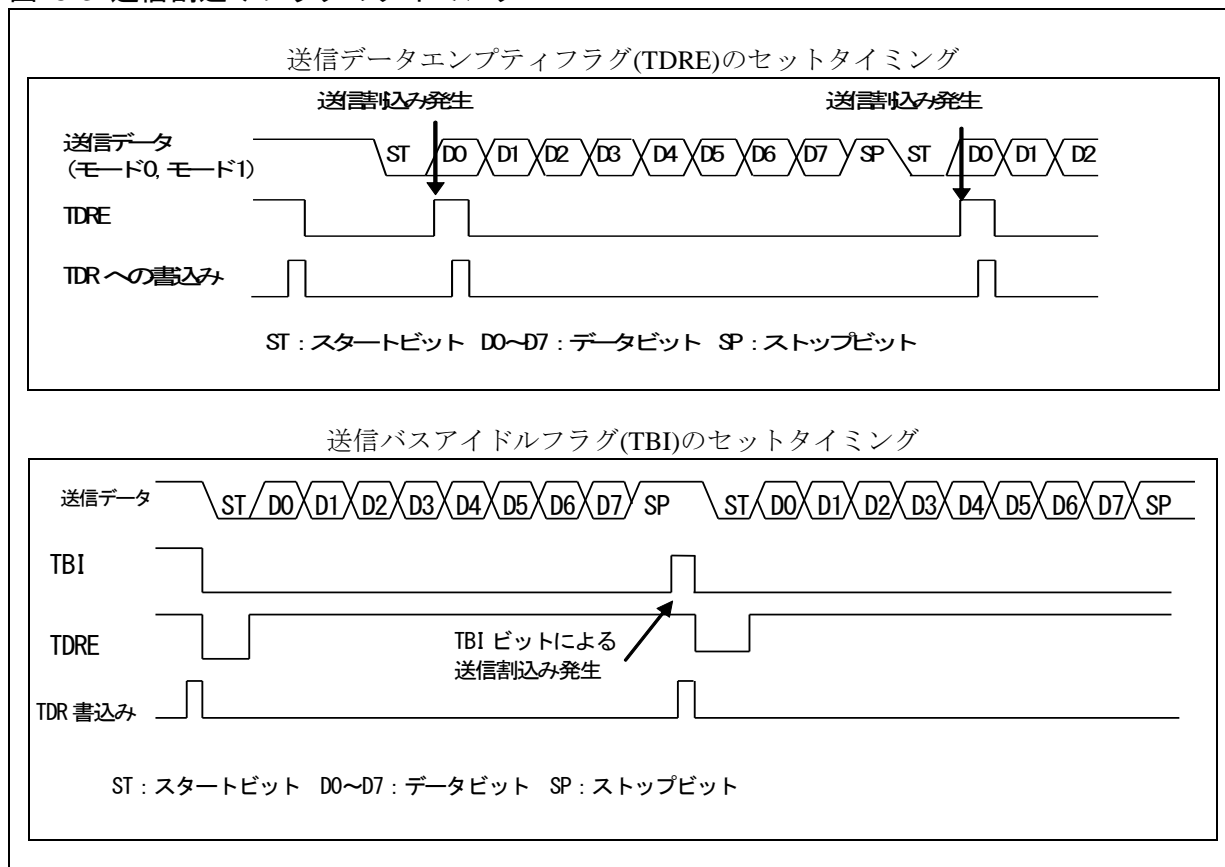 送信データエンプティフラグ(TDRE)のセットタイミング
送信割込み発生 送信割込み発生
送信データ
(モード0, モード1)
ST D0 D1 D2 D3 D4 D5 D6 D7 SP ST D0 D1 D2
TDRE
TDR への書込み
ST：スタートビット D0～D7：データビット SP：ストップビット
送信バスアイドルフラグ(TBI)のセットタイミング
送信データ ST D0 D1 D2 D3 D4 D5 D6 D7 SP ST D0 D1 D2 D3 D4 D5 D6 D7 SP
TBI
TDRE
TBI ビットによる
送信割込み発生
TDR 書込み
ST：スタートビット D0～D7：データビット SP：ストップビット